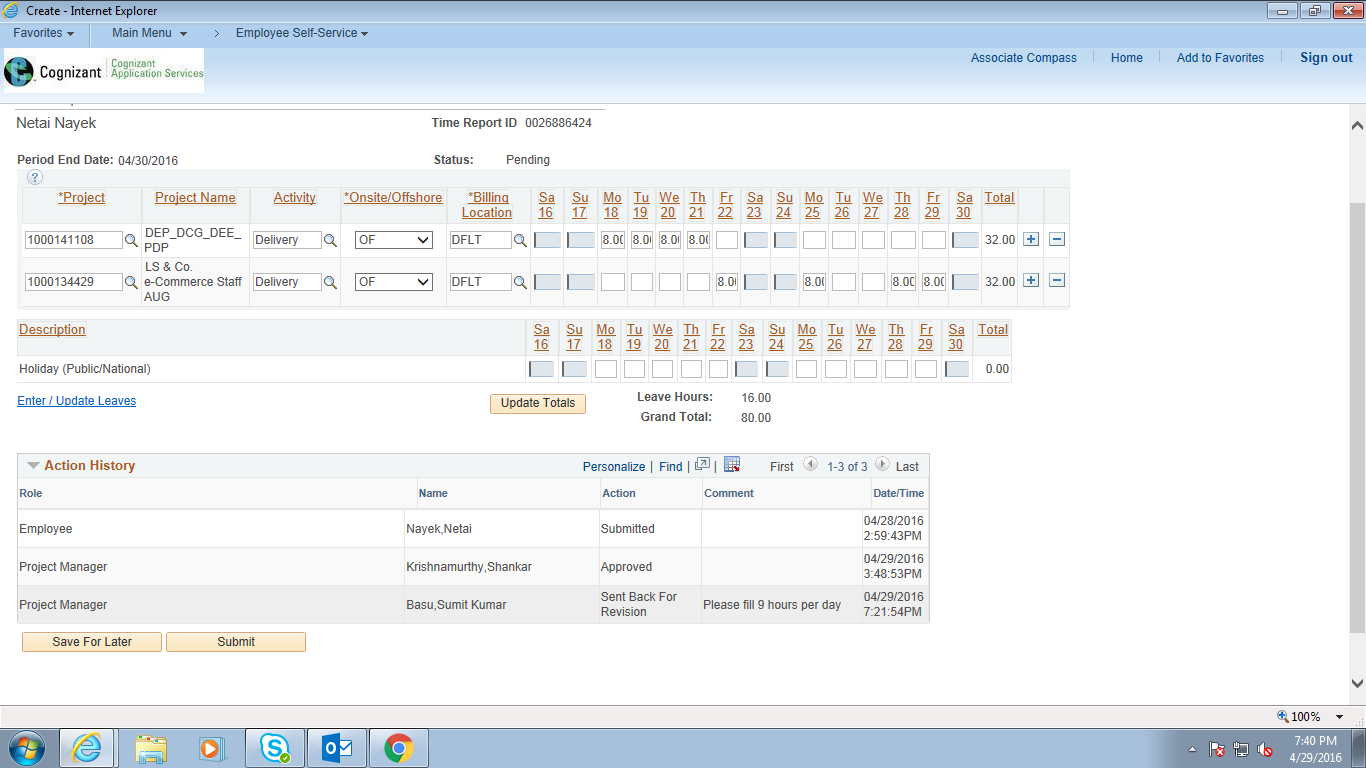 Create - Internet Explorer
Favorites Main Menu > Employee Self-Service
Cognizant Cognizant Application Services
Associate Compass Home Add to Favorites Sign out
Netai Nayek Time Report ID 0026886424
Period End Date: 04/30/2016 Status: Pending
?
*Project Project Name Activity *Onsite/Offshore *Billing Location Sa 16 Su 17 Mo 18 Tu 19 We 20 Th 21 Fr 22 Sa 23 Su 24 Mo 25 Tu 26 We 27 Th 28 Fr 29 Sa 30 Total
1000141108 DEP_DCG_DEE_PDP Delivery OF DFLT 8.00 8.00 8.00 8.00 32.00 + -
1000134429 LS & Co. e-Commerce Staff AUG Delivery OF DFLT 8.00 8.00 8.00 8.00 32.00 + -
Description Sa 16 Su 17 Mo 18 Tu 19 We 20 Th 21 Fr 22 Sa 23 Su 24 Mo 25 Tu 26 We 27 Th 28 Fr 29 Sa 30 Total
Holiday (Public/National) 0.00
Enter / Update Leaves Update Totals Leave Hours: 16.00
Grand Total: 80.00
Action History Personalize | Find | | First 1-3 of 3 Last
Role Name Action Comment Date/Time
Employee Nayek,Netai Submitted 04/28/2016 2:59:43PM
Project Manager Krishnamurthy,Shankar Approved 04/29/2016 3:48:53PM
Project Manager Basu,Sumit Kumar Sent Back For Revision Please fill 9 hours per day 04/29/2016 7:21:54PM
Save For Later Submit
100%
7:40 PM
4/29/2016